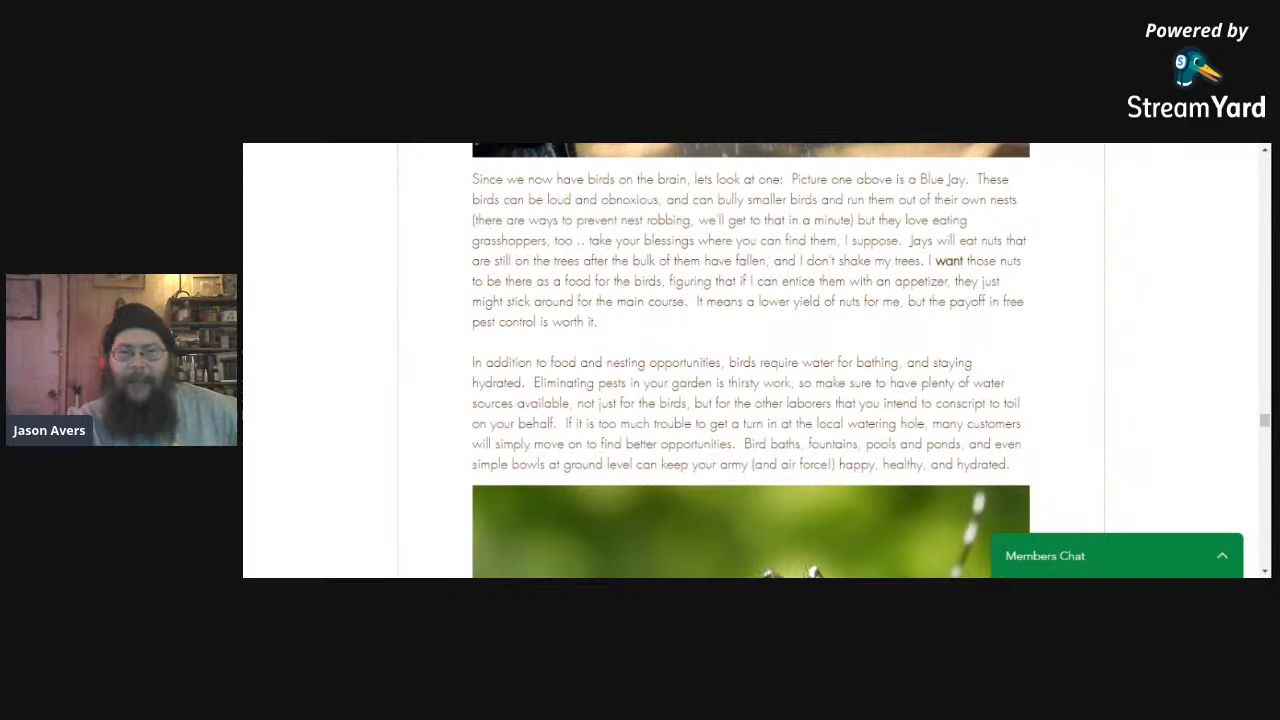 Powered by
StreamYard
Since we now have birds on the brain, lets look at one:  Picture one above is a Blue Jay.  These
birds can be loud and obnoxious, and can bully smaller birds and run them out of their own nests
(there are ways to prevent nest robbing, we'll get to that in a minute) but they love eating
grasshoppers, too .. take your blessings where you can find them, I suppose.  Jays will eat nuts that
are still on the trees after the bulk of them have fallen, and I don't shake my trees. I want those nuts
to be there as a food for the birds, figuring that if I can entice them with an appetizer, they just
might stick around for the main course.  It means a lower yield of nuts for me, but the payoff in free
pest control is worth it.
In addition to food and nesting opportunities, birds require water for bathing, and staying
hydrated.  Eliminating pests in your garden is thirsty work, so make sure to have plenty of water
sources available, not just for the birds, but for the other laborers that you intend to conscript to toil
on your behalf.  If it is too much trouble to get a turn in at the local watering hole, many customers
will simply move on to find better opportunities.  Bird baths, fountains, pools and ponds, and even
simple bowls at ground level can keep your army (and air force!) happy, healthy, and hydrated.
Jason Avers
Members Chat